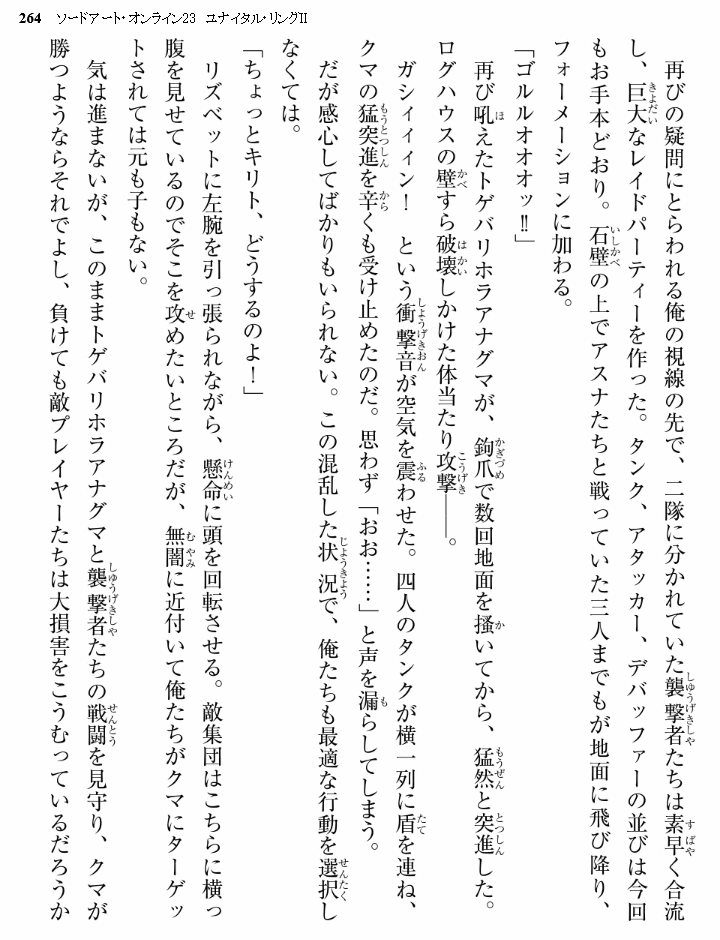 264 ソードアート・オンライン23 ユナイタル・リングⅡ
再びの疑問にとらわれる俺の視線の先で、二隊に分かれていた襲撃者たちは素早く合流
し、巨大なレイドパーティーを作った。タンク、アタッカー、デバッファーの並びは今回
もお手本どおり。石壁の上でアスナたちと戦っていた三人までもが地面に飛び降り、
フォーメーションに加わる。
「ゴルルオオオッ!!」
再び吼えたトゲバリホラアナグマが、鉤爪で数回地面を掻いてから、猛然と突進した。
ログハウスの壁すら破壊しかけた体当たり攻撃――。
ガシィィィン! という衝撃音が空気を震わせた。四人のタンクが横一列に盾を連ね、
クマの猛突進を辛くも受け止めたのだ。思わず「おお……」と声を漏らしてしまう。
だが感心してばかりもいられない。この混乱した状況で、俺たちも最適な行動を選択し
なくては。
「ちょっとキリト、どうするのよ!」
リズベットに左腕を引っ張られながら、懸命に頭を回転させる。敵集団はこちらに横っ
腹を見せているのでそこを攻めたいところだが、無闇に近付いて俺たちがクマにターゲッ
トされては元も子もない。
気は進まないが、このままトゲバリホラアナグマと襲撃者たちの戦闘を見守り、クマが
勝つようならそれでよし、負けても敵プレイヤーたちは大損害をこうむっているだろうか